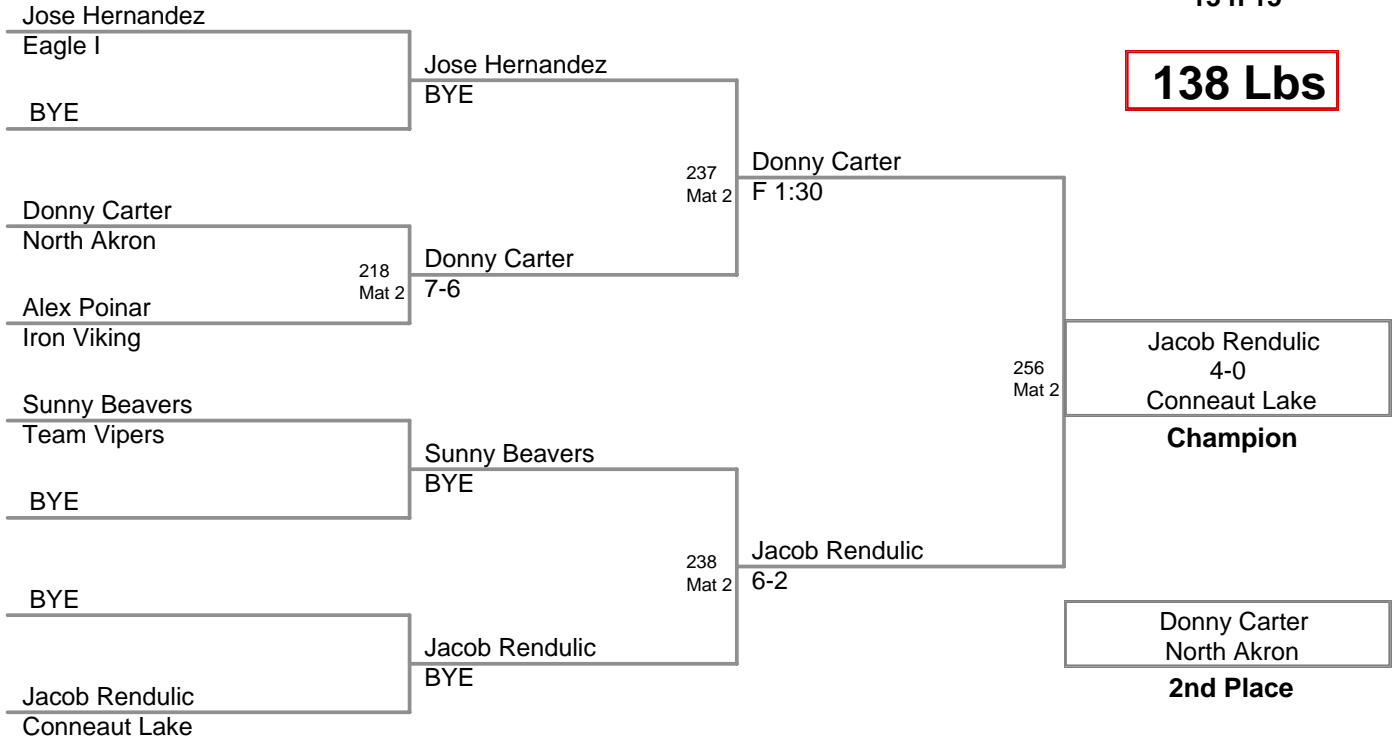 Jose Hernandez
Eagle I
BYE
Donny Carter
North Akron
Alex Poinar
Iron Viking
Sunny Beavers
Team Vipers
BYE
BYE
Jacob Rendulic
Conneaut Lake
218
Mat 2
Jose Hernandez
BYE
Donny Carter
7-6
Sunny Beavers
BYE
Jacob Rendulic
BYE
237
Mat 2
238
Mat 2
Donny Carter
F 1:30
Jacob Rendulic
6-2
256
Mat 2
138 Lbs
Jacob Rendulic
4-0
Conneaut Lake
Champion
Donny Carter
North Akron
2nd Place